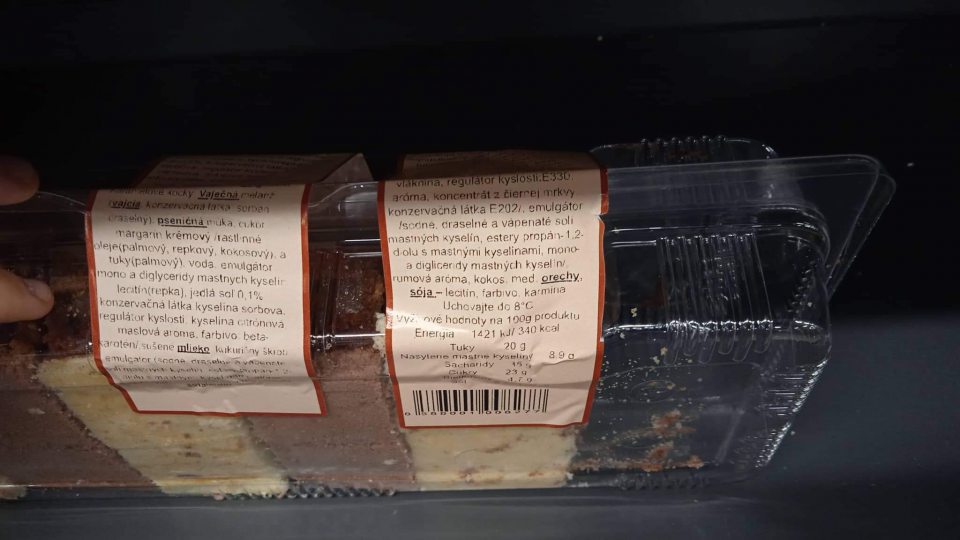 kocky. Vaječná melanž
(vajcia, konzervačná látka: sorban
draselný), pšeničná múka, cukor
margarín krémový /rastlinné
oleje(palmový, repkový, kokosový), a
tuky(palmový), voda, emulgátor
mono a diglyceridy mastných kyselín
lecitín(repka), jedlá soľ 0,1%
konzervačná látka kyselina sorbová,
regulátor kyslosti, kyselina citrónová
maslová aróma, farbivo: beta-
karotén/ sušené mlieko, kukuričný škrob
emulgátor
vláknina, regulátor kyslosti:E330,
aróma, koncentrát z čiernej mrkvy
konzervačná látka E202/, emulgátor
/sodné, draselné a vápenaté soli
mastných kyselín, estery propán-1,2-
diolu s mastnými kyselinami, mono-
a diglyceridy mastných kyselín/,
rumová aróma, kokos, med, orechy,
sója – lecitín, farbivo: karmína
Uchovajte do 8°C
Výživové hodnoty na 100g produktu
Energia 1421 kJ/ 340 kcal
Tuky 20 g
Nasýtené mastné kyseliny 8,9 g
Sacharidy
Cukry 23 g
4,7 g